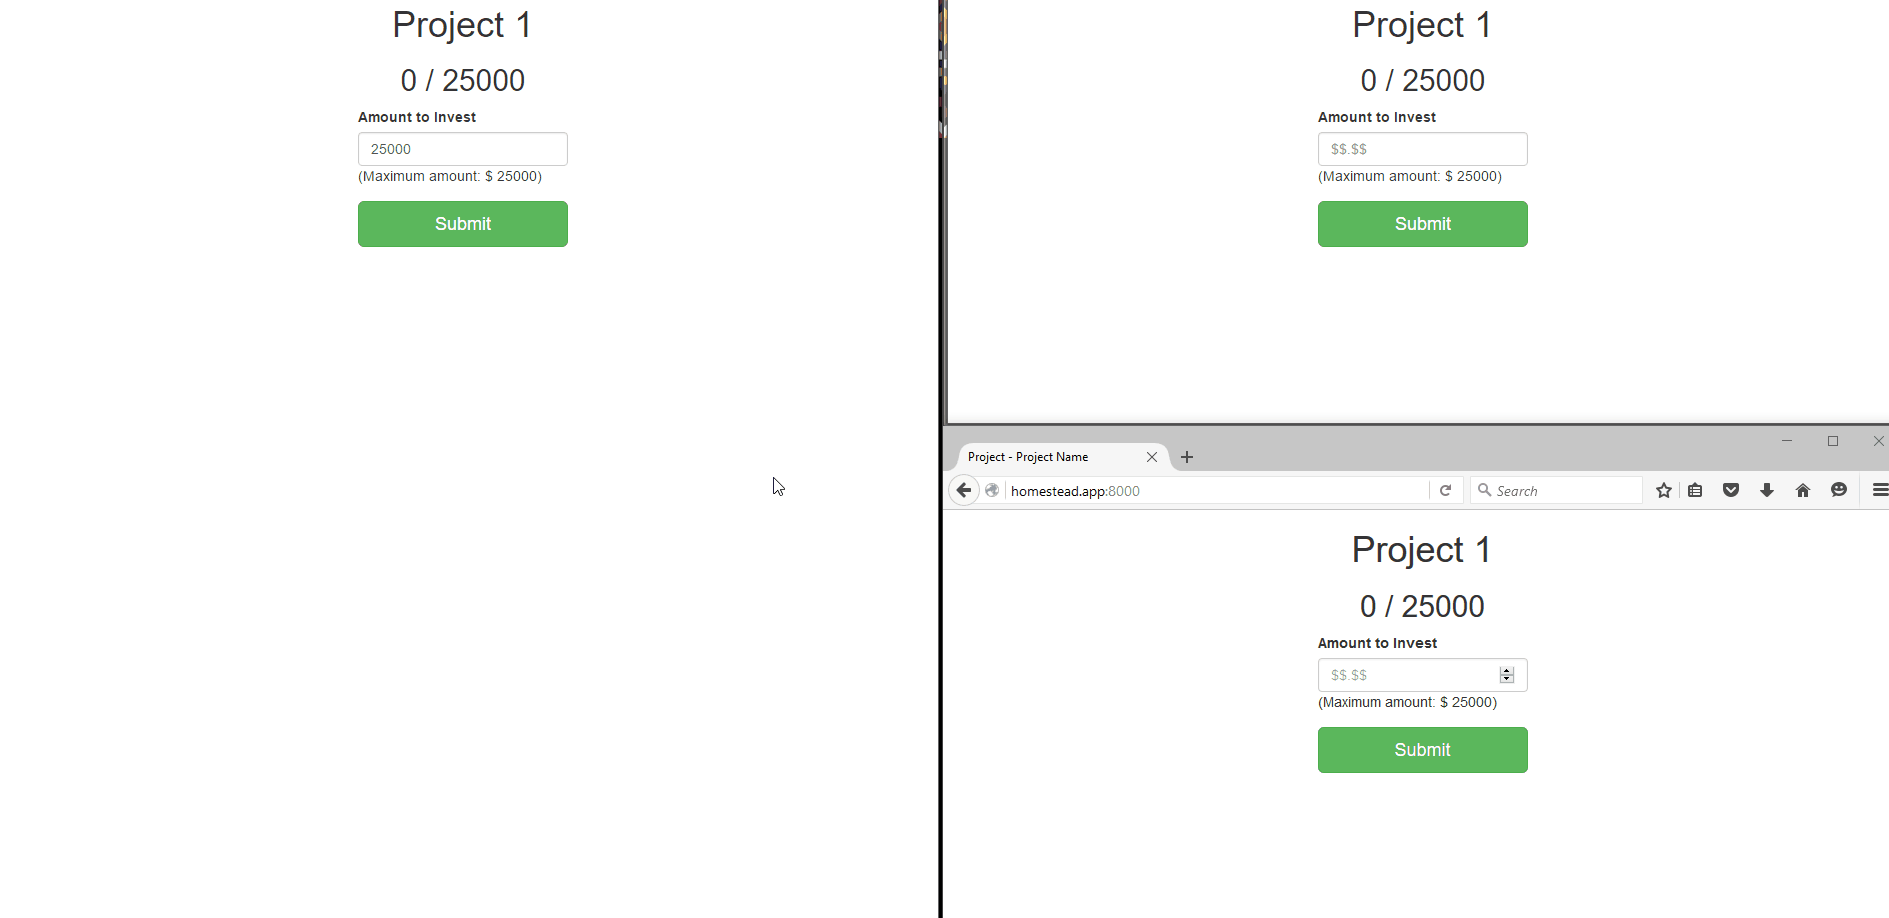 Project 1
0 / 25000
Amount to Invest
25000
(Maximum amount: $ 25000)
Submit
Project 1
0 / 25000
Amount to Invest
$$.$$
(Maximum amount: $ 25000)
Submit
Project - Project Name
homestead.app:8000
Search
Project 1
0 / 25000
Amount to Invest
$$.$$
(Maximum amount: $ 25000)
Submit